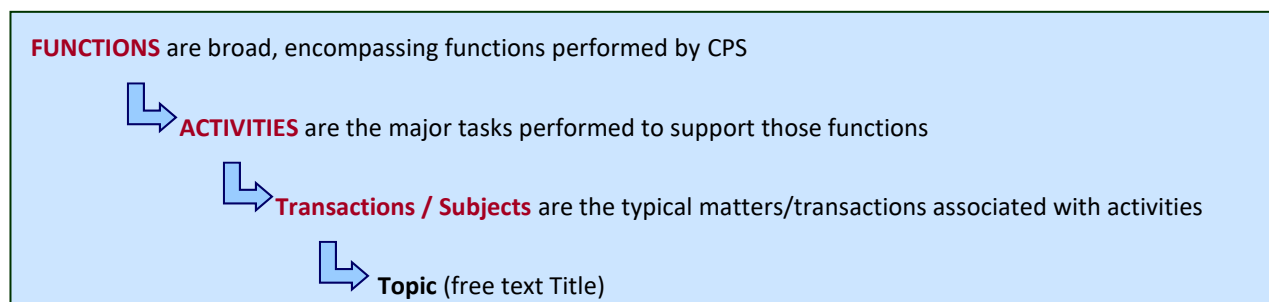 FUNCTIONS are broad, encompassing functions performed by CPS
ACTIVITIES are the major tasks performed to support those functions
Transactions / Subjects are the typical matters/transactions associated with activities
Topic (free text Title)